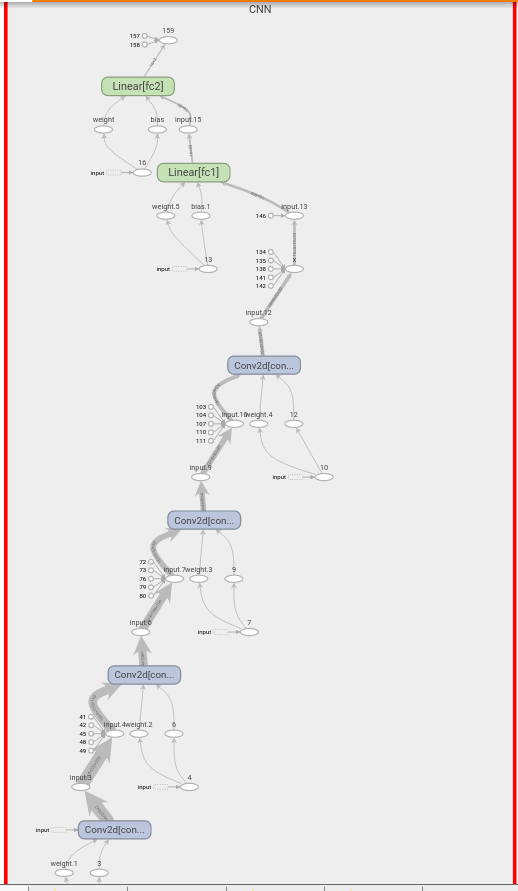 CNN
159
157
158
Linear[fc2]
weight
bias
input.15
16
input
Linear[fc1]
weight.5
bias.1
input.13
146
13
input
134
135
138
141
142
input.12
Conv2d[con...
103
104
107
110
111
input.10
weight.4
12
10
input
input.9
Conv2d[con...
72
73
76
79
80
input.7
weight.3
9
7
input
input.6
Conv2d[con...
41
42
45
48
49
input.4
weight.2
6
4
input
input.3
Conv2d[con...
input
weight.1
3